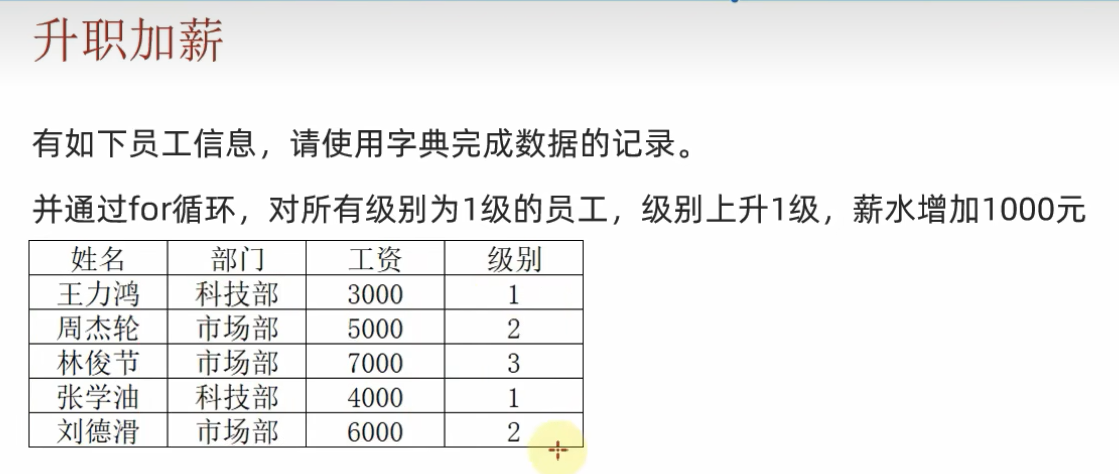 升职加薪
有如下员工信息，请使用字典完成数据的记录。
并通过for循环，对所有级别为1级的员工，级别上升1级，薪水增加1000元
姓名 部门 工资 级别
王力鸿 科技部 3000 1
周杰轮 市场部 5000 2
林俊节 市场部 7000 3
张学油 科技部 4000 1
刘德滑 市场部 6000 2